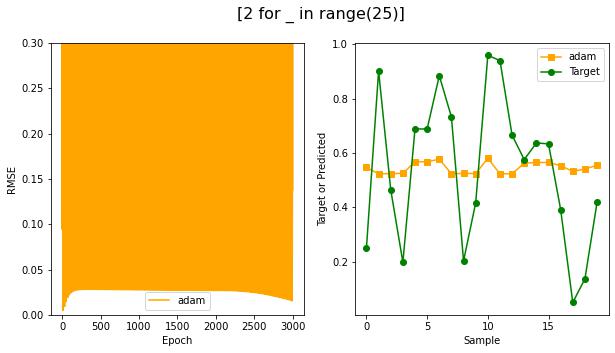 [2 for _ in range(25)]
0.30
0.25
0.20
0.15
0.10
0.05
0.00
RMSE
adam
0 500 1000 1500 2000 2500 3000
Epoch
1.0
0.8
0.6
0.4
0.2
Target or Predicted
adam
Target
0 5 10 15
Sample